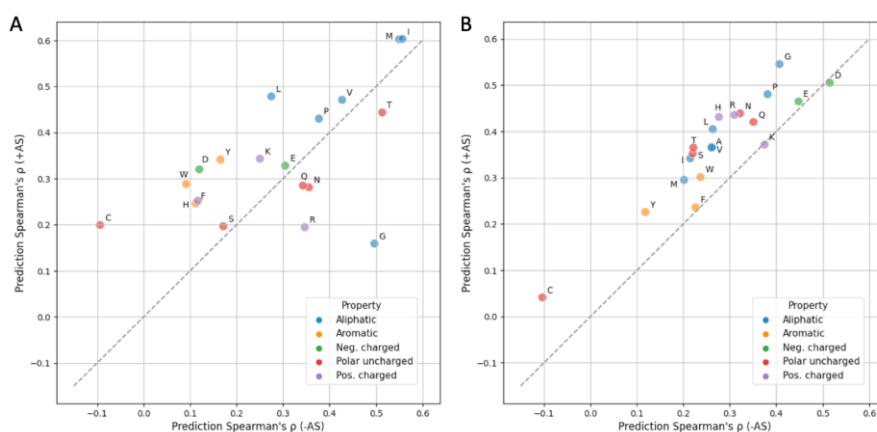 A
0.6
0.5
0.4
0.3
0.2
0.1
0.0
−0.1
Prediction Spearman's ρ (+AS)
M
I
L
V
P
T
Y
K
D
E
W
Q
N
H
F
C
S
R
G
Property
Aliphatic
Aromatic
Neg. charged
Polar uncharged
Pos. charged
−0.1
0.0
0.1
0.2
0.3
0.4
0.5
0.6
Prediction Spearman's ρ (-AS)
B
0.6
0.5
0.4
0.3
0.2
0.1
0.0
−0.1
Prediction Spearman's ρ (+AS)
G
D
P
E
H
R
N
Q
L
T
A
K
V
S
I
W
M
Y
F
C
Property
Aliphatic
Aromatic
Neg. charged
Polar uncharged
Pos. charged
−0.1
0.0
0.1
0.2
0.3
0.4
0.5
0.6
Prediction Spearman's ρ (-AS)